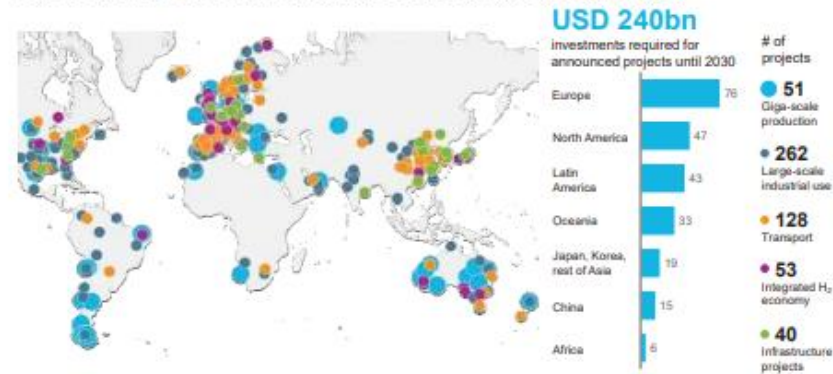 USD 240bn
investments required for
announced projects until 2030
Europe
76
North America
47
Latin
America
43
Oceania
33
Japan, Korea,
rest of Asia
19
China
15
Africa
6
# of
projects
51
Giga-scale
production
262
Large-scale
industrial use
128
Transport
53
Integrated H₂
economy
40
Infrastructure
projects